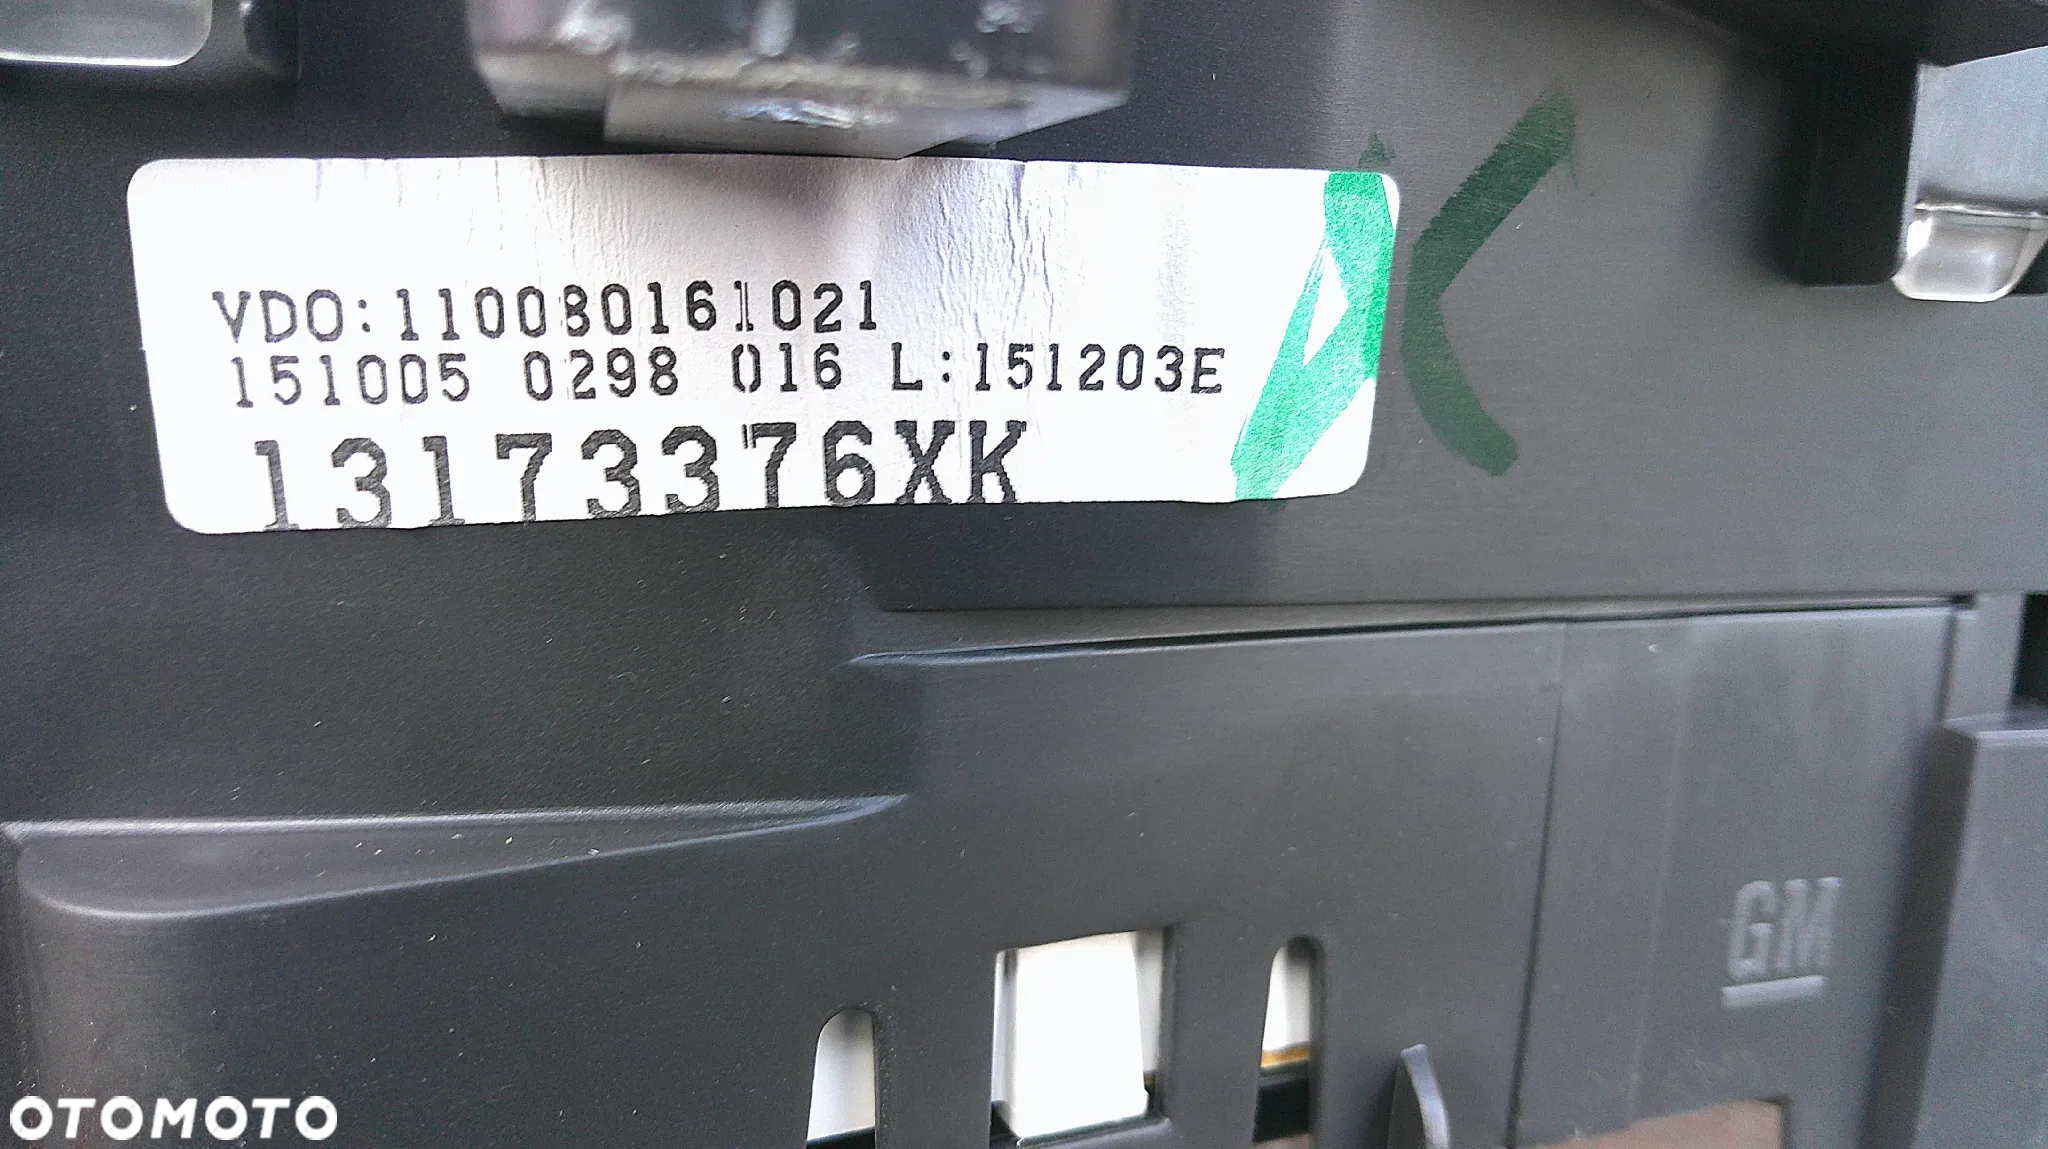 VDO:110080161021
151005 0298 016 L:151203E
13173376XK
GM
OTOMOTO